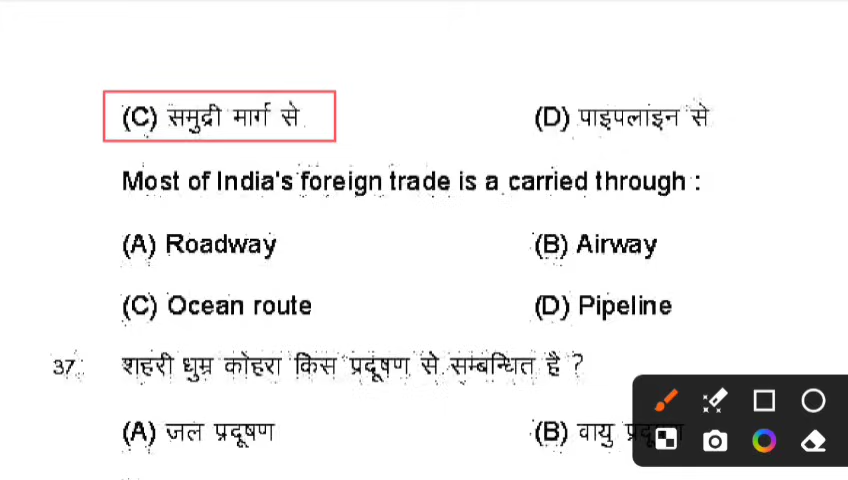 (C) समुद्री मार्ग से (D) पाइपलाइन से
Most of India's foreign trade is a carried through :
(A) Roadway (B) Airway
(C) Ocean route (D) Pipeline
37. शहरी धुम्र कोहरा किस प्रदूषण से सम्बन्धित है ?
(A) जल प्रदूषण (B) वायु